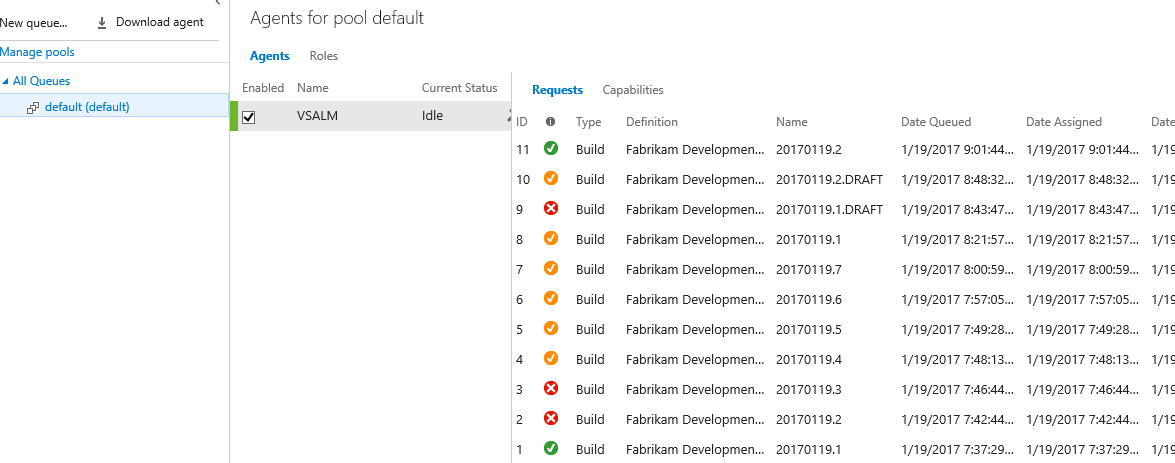 New queue...  Download agent
Manage pools
All Queues
default (default)
Agents for pool default
Agents  Roles
Enabled  Name  Current Status
VSALM  Idle
Requests  Capabilities
ID  Type  Definition  Name  Date Queued  Date Assigned  Date
11  Build  Fabrikam Developmen...  20170119.2  1/19/2017 9:01:44...  1/19/2017 9:01:44...  1/19
10  Build  Fabrikam Developmen...  20170119.2.DRAFT  1/19/2017 8:48:32...  1/19/2017 8:48:32...  1/19
9  Build  Fabrikam Developmen...  20170119.1.DRAFT  1/19/2017 8:43:47...  1/19/2017 8:43:47...  1/19
8  Build  Fabrikam Developmen...  20170119.1  1/19/2017 8:21:57...  1/19/2017 8:21:57...  1/19
7  Build  Fabrikam Developmen...  20170119.7  1/19/2017 8:00:59...  1/19/2017 8:00:59...  1/19
6  Build  Fabrikam Developmen...  20170119.6  1/19/2017 7:57:05...  1/19/2017 7:57:05...  1/19
5  Build  Fabrikam Developmen...  20170119.5  1/19/2017 7:49:28...  1/19/2017 7:49:28...  1/19
4  Build  Fabrikam Developmen...  20170119.4  1/19/2017 7:48:13...  1/19/2017 7:48:13...  1/19
3  Build  Fabrikam Developmen...  20170119.3  1/19/2017 7:46:44...  1/19/2017 7:46:44...  1/19
2  Build  Fabrikam Developmen...  20170119.2  1/19/2017 7:42:44...  1/19/2017 7:42:44...  1/19
1  Build  Fabrikam Developmen...  20170119.1  1/19/2017 7:37:29...  1/19/2017 7:37:29...  1/19